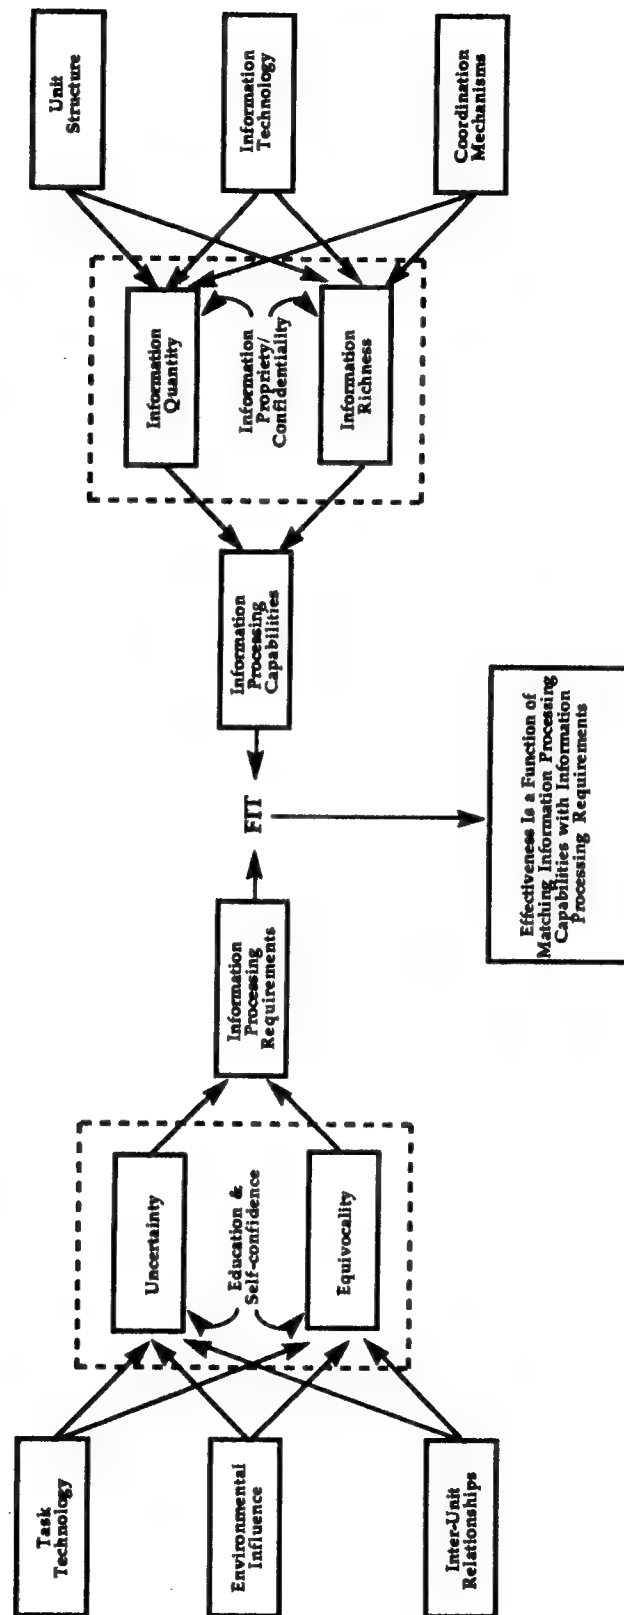 Task
Technology
Environmental
Influence
Inter-Unit
Relationships
Uncertainty
Education &
Self-confidence
Equivocality
Information
Processing
Requirements
FIT
Effectiveness Is a Function of
Matching Information Processing
Capabilities with Information
Processing Requirements
Information
Processing
Capabilities
Information
Quantity
Information
Propriety/
Confidentiality
Information
Richness
Unit
Structure
Information
Technology
Coordination
Mechanisms